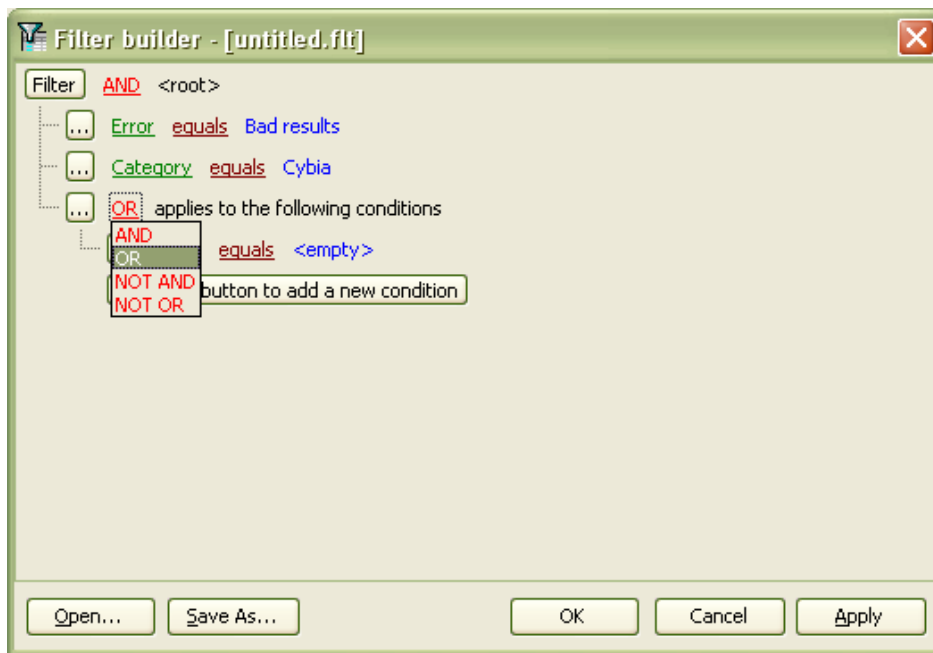 Filter builder - [untitled.flt]
Filter AND <root>
... Error equals Bad results
... Category equals Cybia
... OR applies to the following conditions
AND
OR equals <empty>
NOT AND
button to add a new condition
NOT OR
Open... Save As... OK Cancel Apply